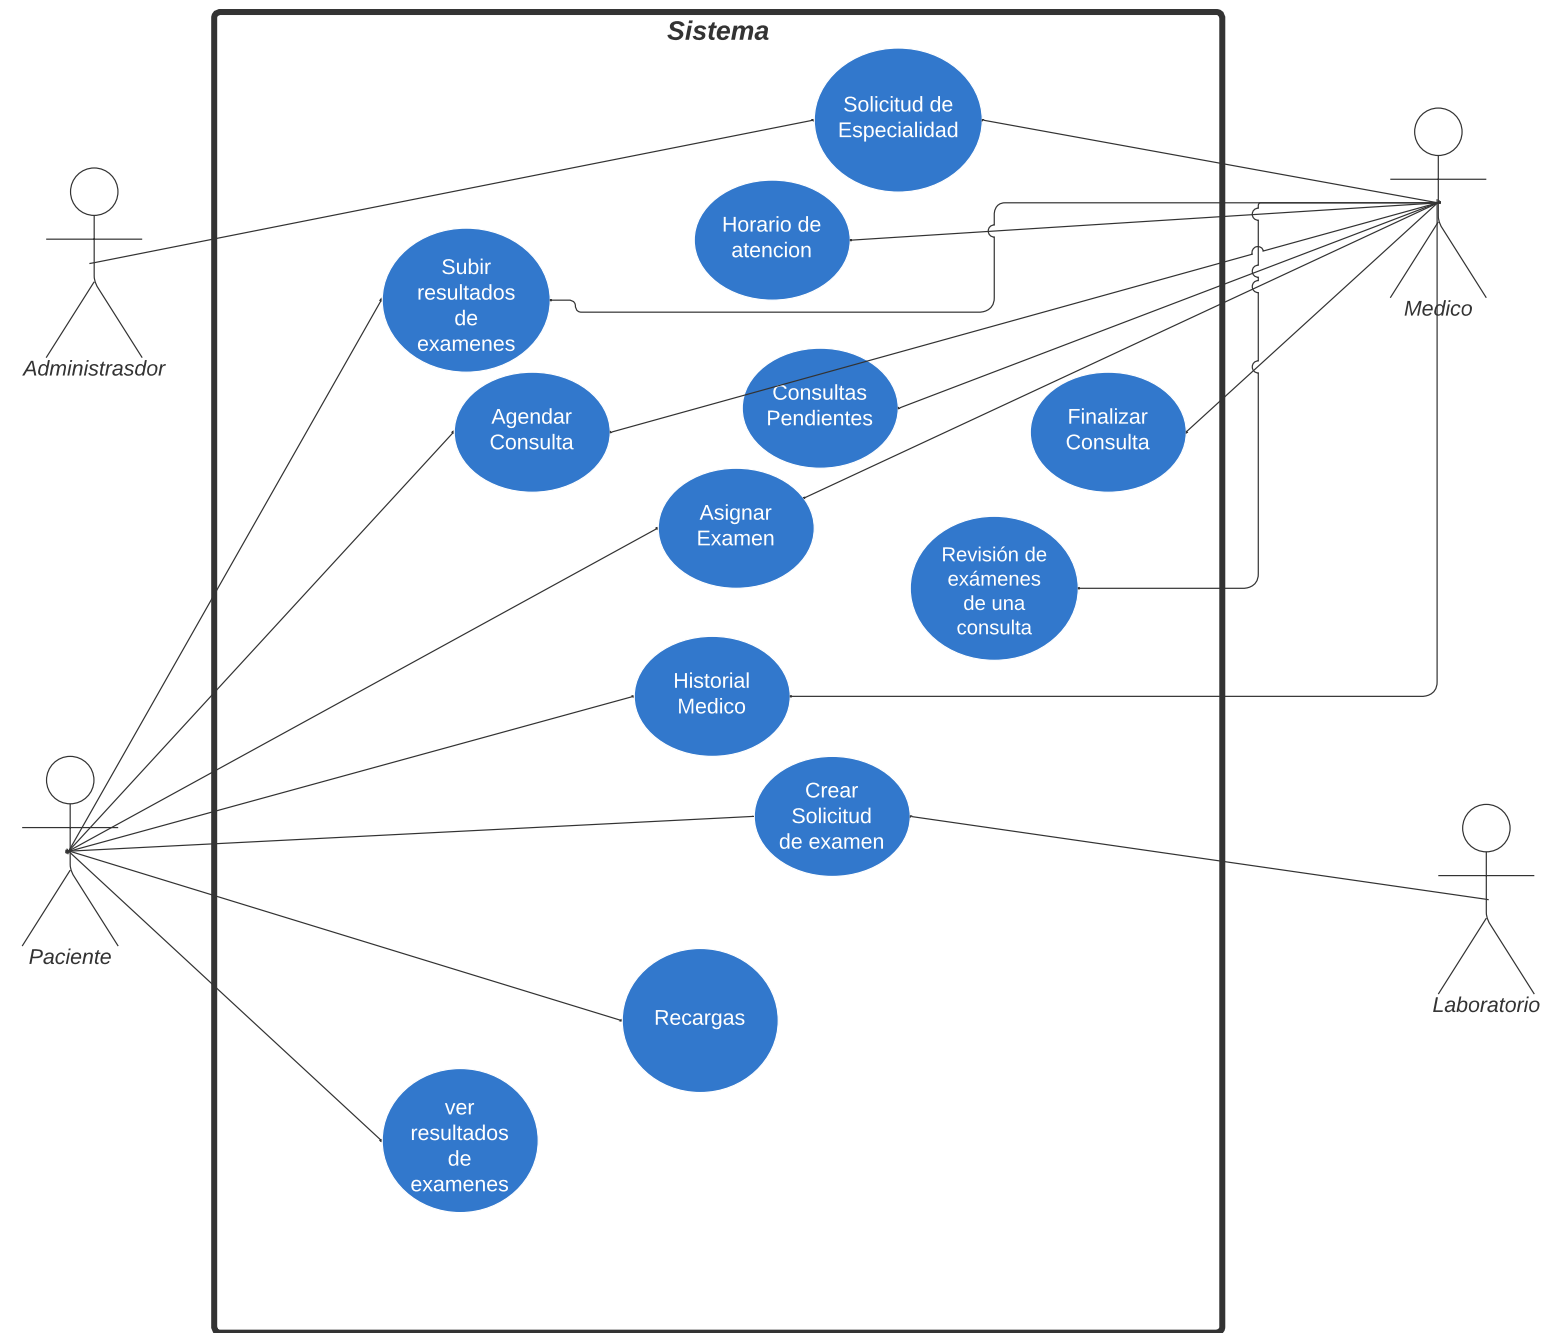 Sistema
Solicitud de
Especialidad
Horario de
atencion
Subir
resultados
de
examenes
Administrasdor
Medico
Agendar
Consulta
Consultas
Pendientes
Finalizar
Consulta
Asignar
Examen
Revisión de
exámenes
de una
consulta
Historial
Medico
Crear
Solicitud
de examen
Paciente
Laboratorio
Recargas
ver
resultados
de
examenes